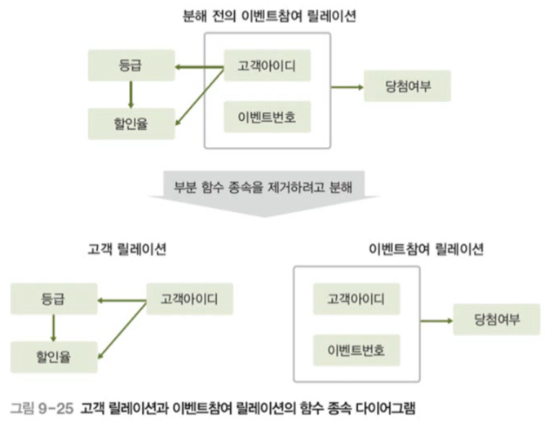 분해 전의 이벤트참여 릴레이션
등급
고객아이디
당첨여부
할인율
이벤트번호
부분 함수 종속을 제거하려고 분해
고객 릴레이션
이벤트참여 릴레이션
등급
고객아이디
고객아이디
당첨여부
할인율
이벤트번호
그림 9-25 고객 릴레이션과 이벤트참여 릴레이션의 함수 종속 다이어그램